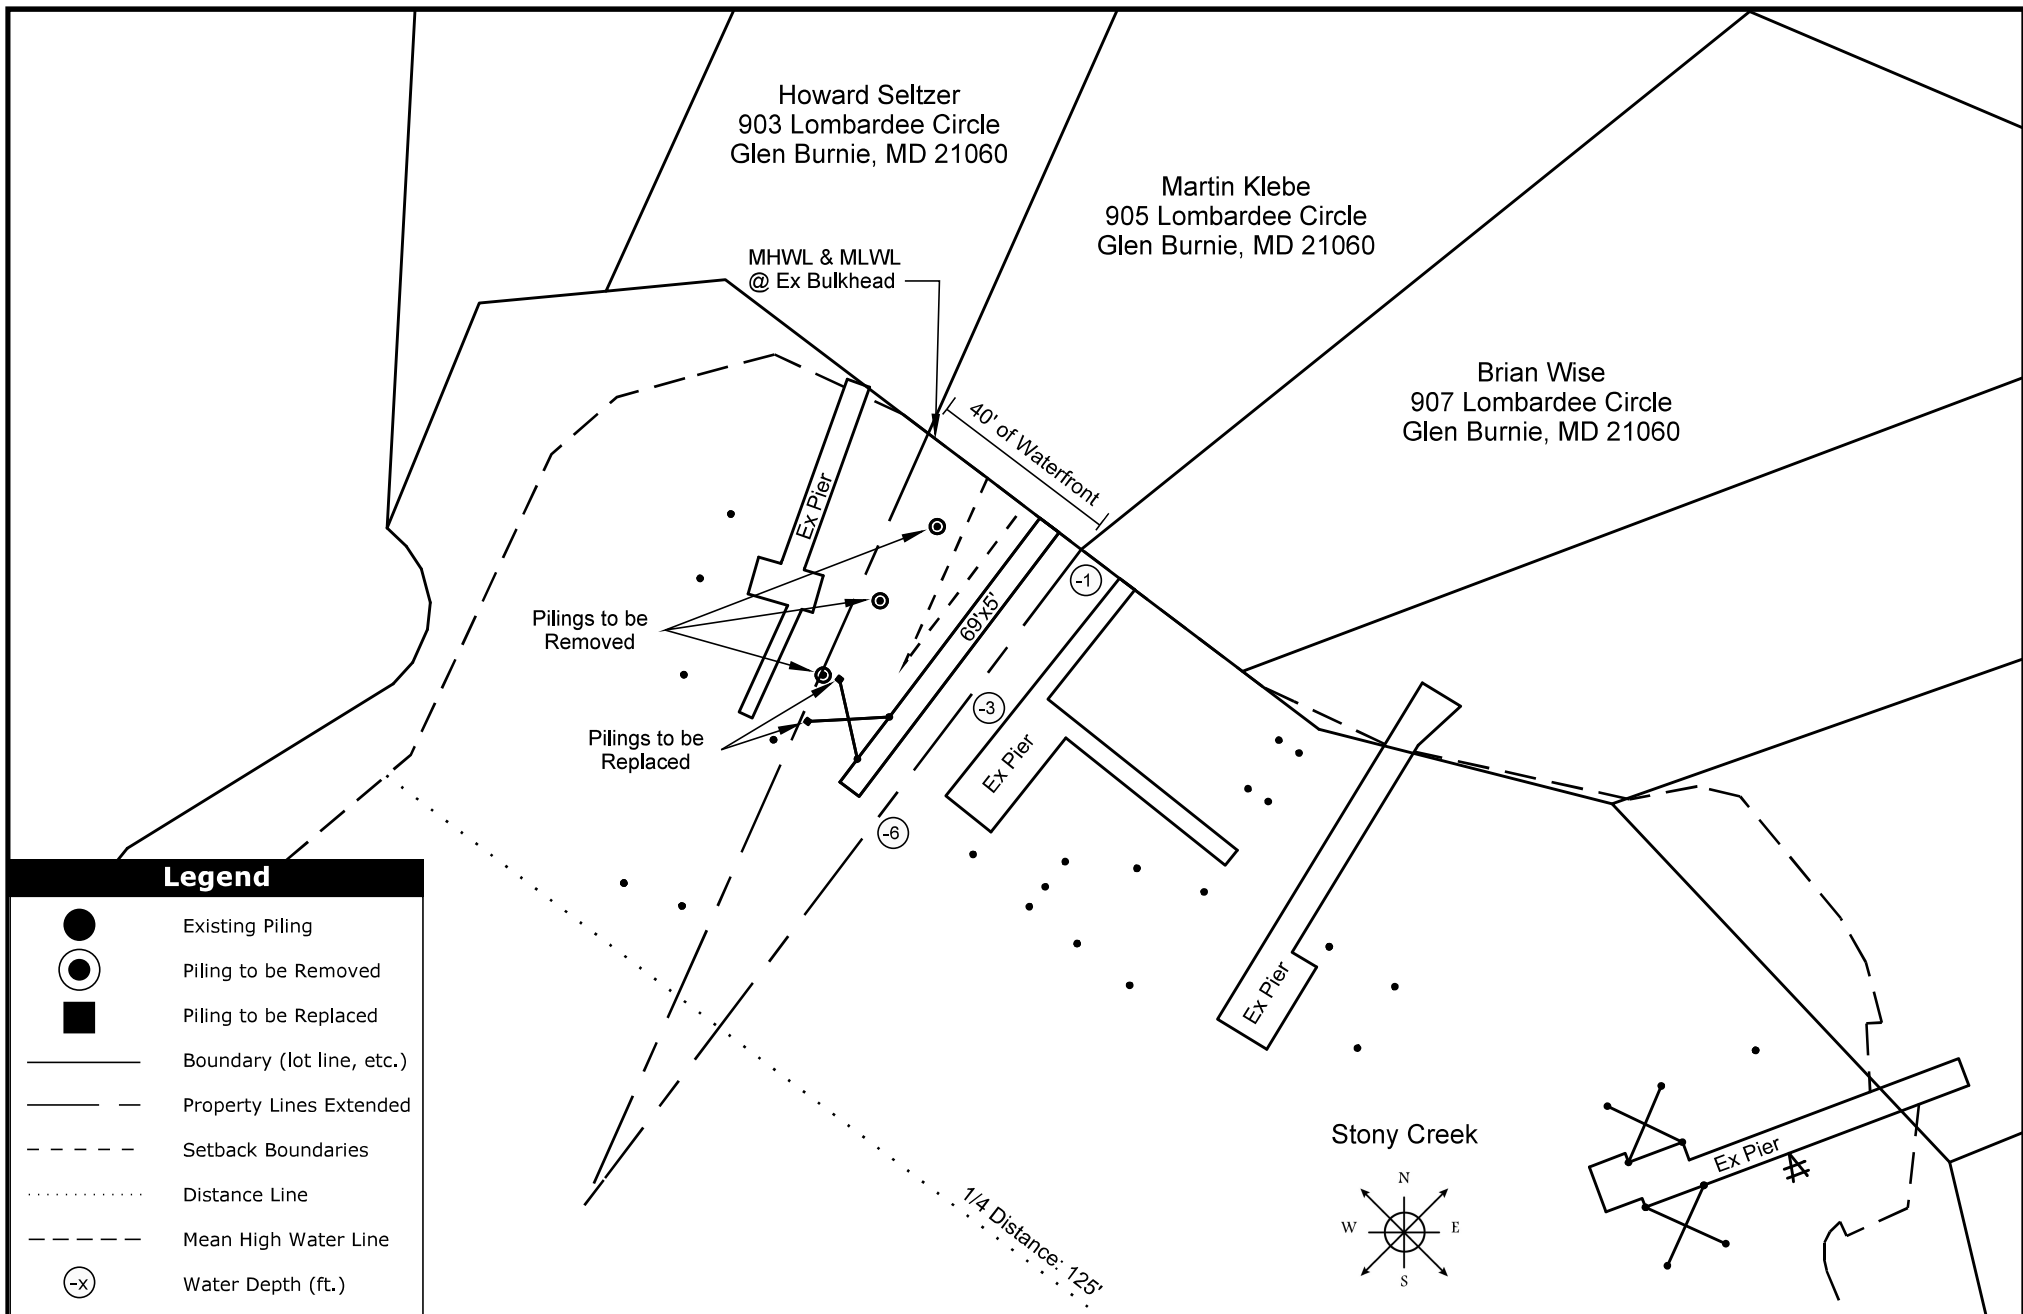 Howard Seltzer
903 Lombardee Circle
Glen Burnie, MD 21060
Martin Klebe
905 Lombardee Circle
Glen Burnie, MD 21060
MHWL & MLWL
@ Ex Bulkhead
Brian Wise
907 Lombardee Circle
Glen Burnie, MD 21060
40' of Waterfront
Ex Pier
-1
69'x5'
Pilings to be
Removed
-3
Pilings to be
Replaced
Ex Pier
-6
Ex Pier
Ex Pier
Stony Creek
N
W
E
S
1/4 Distance: 125'
Legend
Existing Piling
Piling to be Removed
Piling to be Replaced
Boundary (lot line, etc.)
Property Lines Extended
Setback Boundaries
Distance Line
Mean High Water Line
-x Water Depth (ft.)